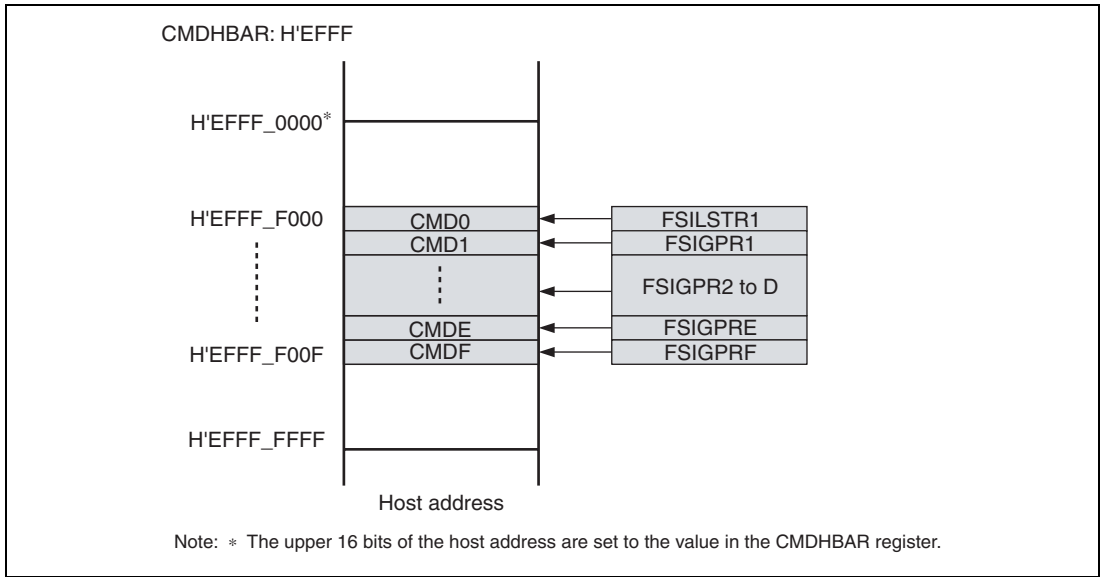 CMDHBAR: H'EFFF
H'EFFF_0000*
H'EFFF_F000
CMD0
FSILSTR1
CMD1
FSIGPR1
FSIGPR2 to D
CMDE
FSIGPRE
H'EFFF_F00F
CMDF
FSIGPRF
H'EFFF_FFFF
Host address
Note: * The upper 16 bits of the host address are set to the value in the CMDHBAR register.